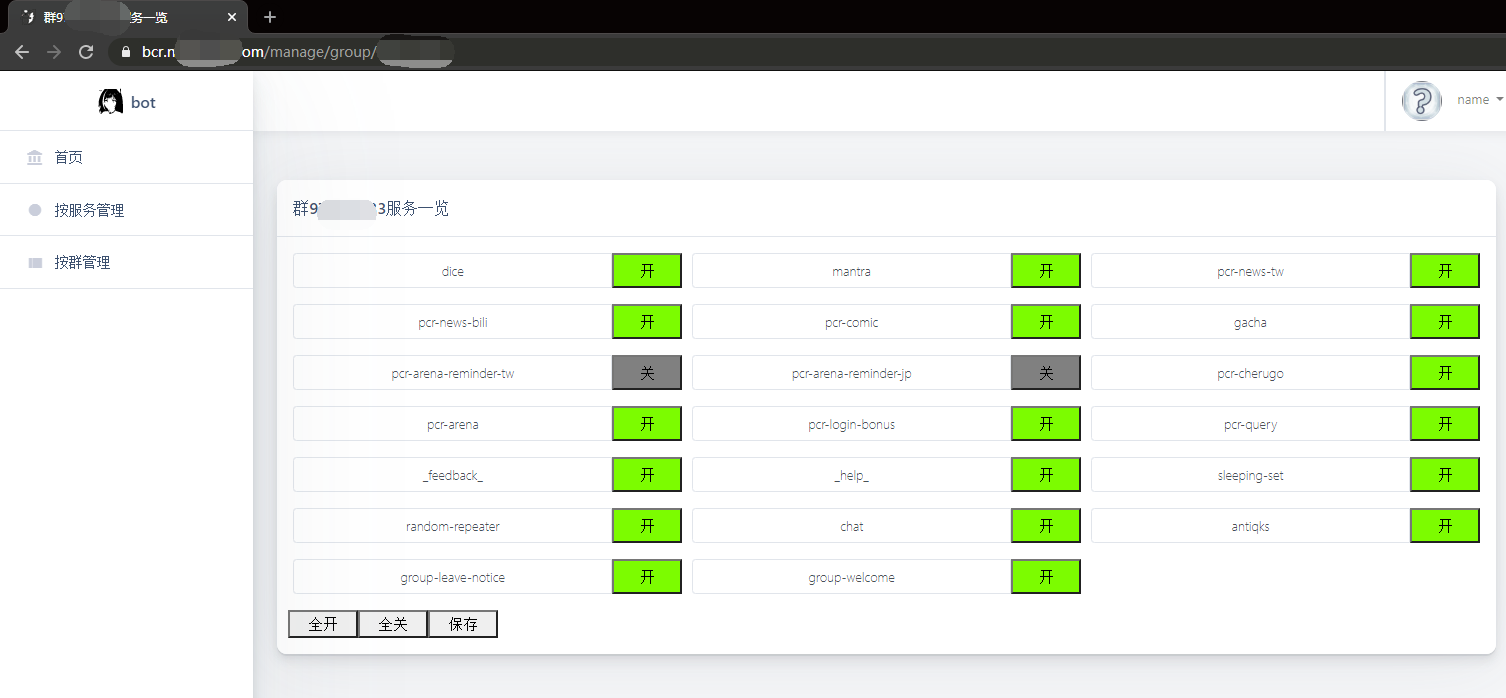 群9 务一览
bcr.n om/manage/group/
bot
name
首页
按服务管理
按群管理
群9 3服务一览
dice 开 mantra 开 pcr-news-tw 开
pcr-news-bili 开 pcr-comic 开 gacha 开
pcr-arena-reminder-tw 关 pcr-arena-reminder-jp 关 pcr-cherugo 开
pcr-arena 开 pcr-login-bonus 开 pcr-query 开
_feedback_ 开 _help_ 开 sleeping-set 开
random-repeater 开 chat 开 antiqks 开
group-leave-notice 开 group-welcome 开
全开 全关 保存